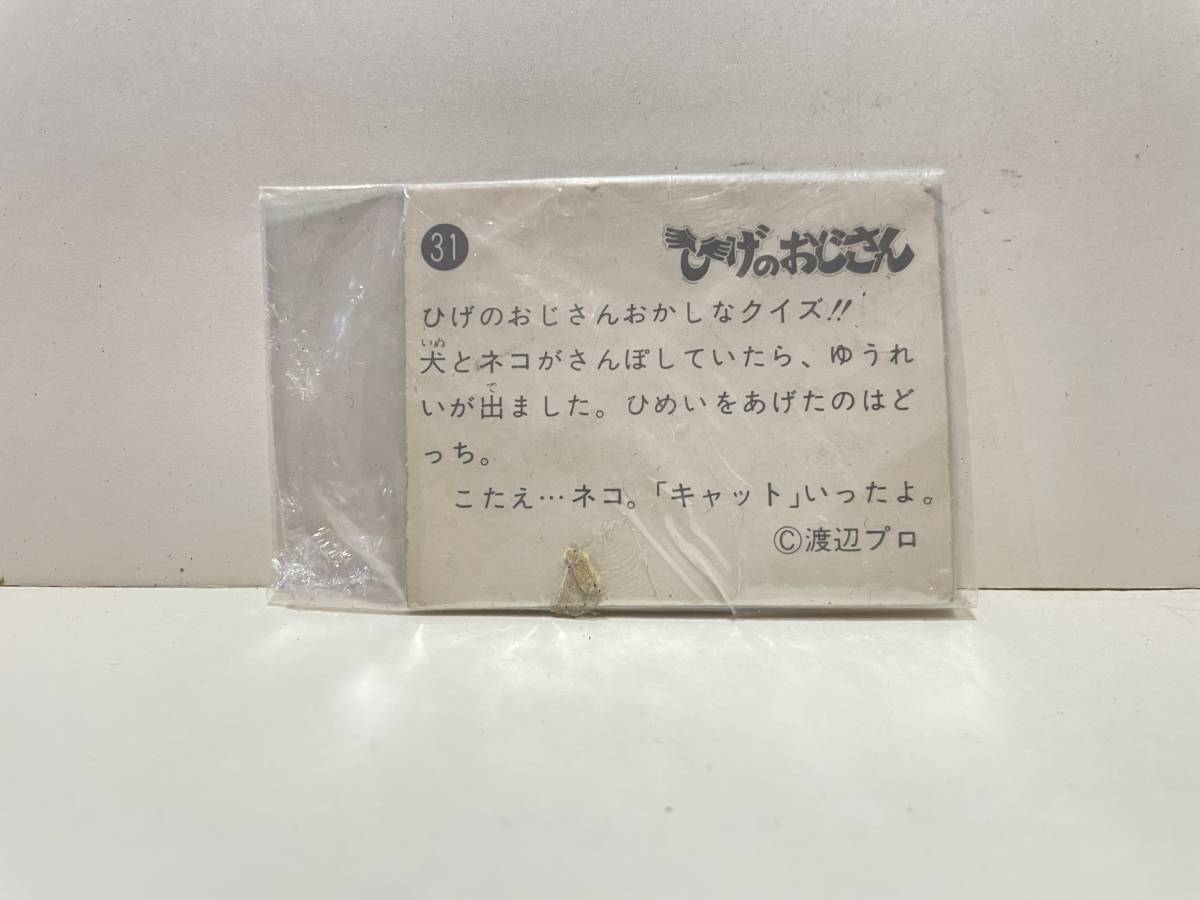 31
ひげのおじさん
ひげのおじさんおかしなクイズ!!
犬とネコがさんぽしていたら、ゆうれ
いが出ました。ひめいをあげたのはど
っち。
こたえ…ネコ。「キャット」いったよ。
©渡辺プロ